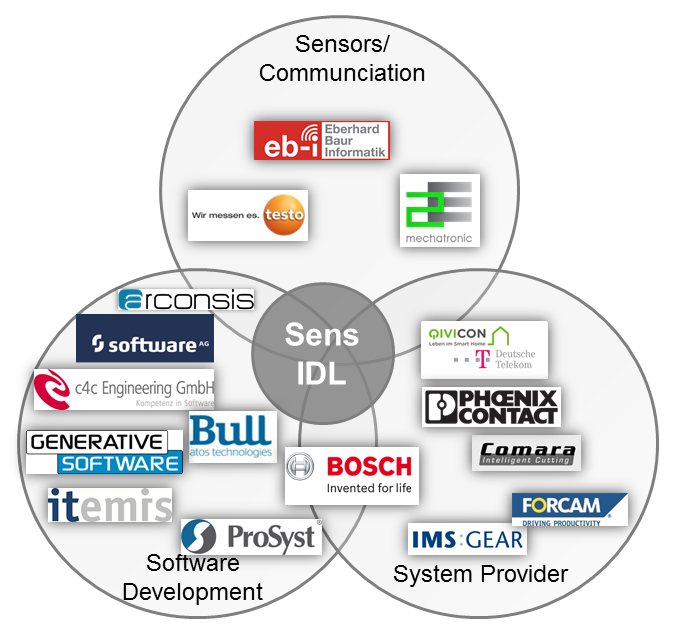 Sensors/
Communciation
eb-i
Eberhard
Baur
Informatik
Wir messen es. testo
2E
mechatronic
arconsis
software AG
c4c Engineering GmbH
Kompetenz in Software
GENERATIVE
SOFTWARE
Bull
atos technologies
itemis
ProSyst®
Software
Development
Sens
IDL
BOSCH
Invented for life
QIVICON
Leben im Smart Home
T Deutsche
Telekom
PHŒNIX
CONTACT
Comara
Intelligent Cutting
FORCAM
DRIVING PRODUCTIVITY ®
IMS:GEAR
System Provider